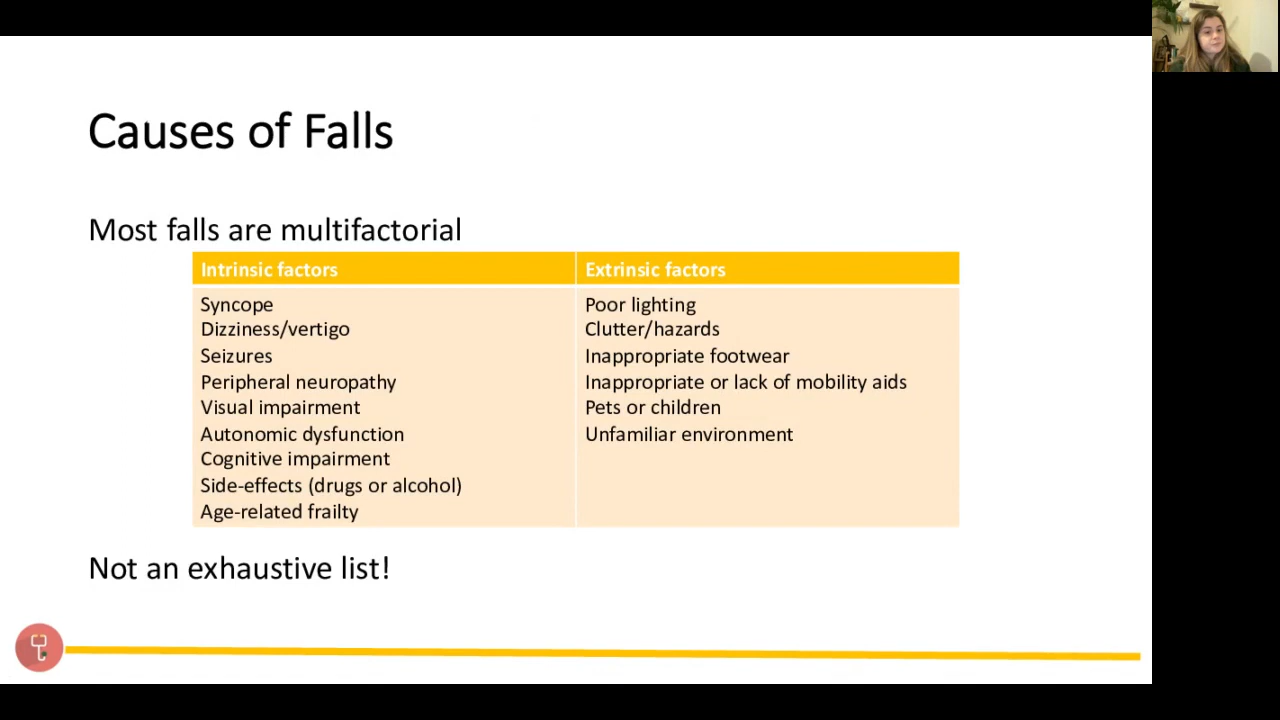 Causes of Falls
Most falls are multifactorial
Intrinsic factors
Extrinsic factors
Syncope
Dizziness/vertigo
Seizures
Peripheral neuropathy
Visual impairment
Autonomic dysfunction
Cognitive impairment
Side-effects (drugs or alcohol)
Age-related frailty
Poor lighting
Clutter/hazards
Inappropriate footwear
Inappropriate or lack of mobility aids
Pets or children
Unfamiliar environment
Not an exhaustive list!